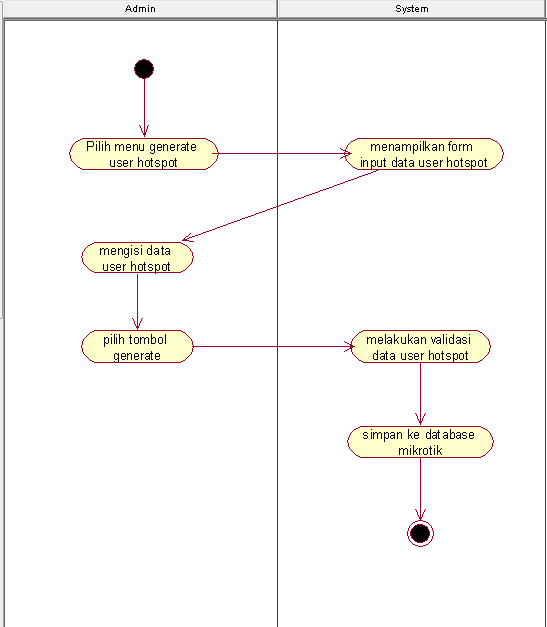 Admin
System
Pilih menu generate
user hotspot
menampilkan form
input data user hotspot
mengisi data
user hotspot
pilih tombol
generate
melakukan validasi
data user hotspot
simpan ke database
mikrotik